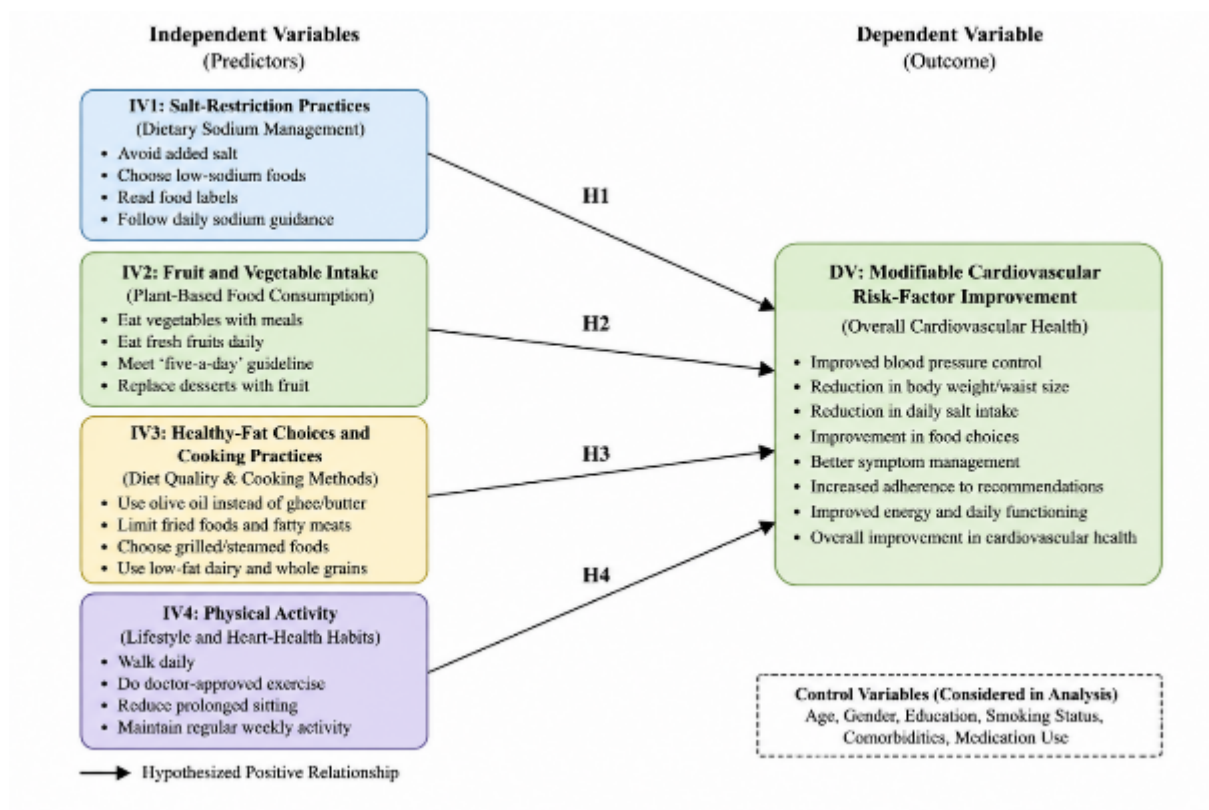 Independent Variables
(Predictors)
Dependent Variable
(Outcome)
IV1: Salt-Restriction Practices
(Dietary Sodium Management)
• Avoid added salt
• Choose low-sodium foods
• Read food labels
• Follow daily sodium guidance
H1
IV2: Fruit and Vegetable Intake
(Plant-Based Food Consumption)
• Eat vegetables with meals
• Eat fresh fruits daily
• Meet ‘five-a-day’ guideline
• Replace desserts with fruit
H2
IV3: Healthy-Fat Choices and
Cooking Practices
(Diet Quality & Cooking Methods)
• Use olive oil instead of ghee/butter
• Limit fried foods and fatty meats
• Choose grilled/steamed foods
• Use low-fat dairy and whole grains
H3
IV4: Physical Activity
(Lifestyle and Heart-Health Habits)
• Walk daily
• Do doctor-approved exercise
• Reduce prolonged sitting
• Maintain regular weekly activity
H4
DV: Modifiable Cardiovascular
Risk-Factor Improvement
(Overall Cardiovascular Health)
• Improved blood pressure control
• Reduction in body weight/waist size
• Reduction in daily salt intake
• Improvement in food choices
• Better symptom management
• Increased adherence to recommendations
• Improved energy and daily functioning
• Overall improvement in cardiovascular health
Control Variables (Considered in Analysis)
Age, Gender, Education, Smoking Status,
Comorbidities, Medication Use
Hypothesized Positive Relationship